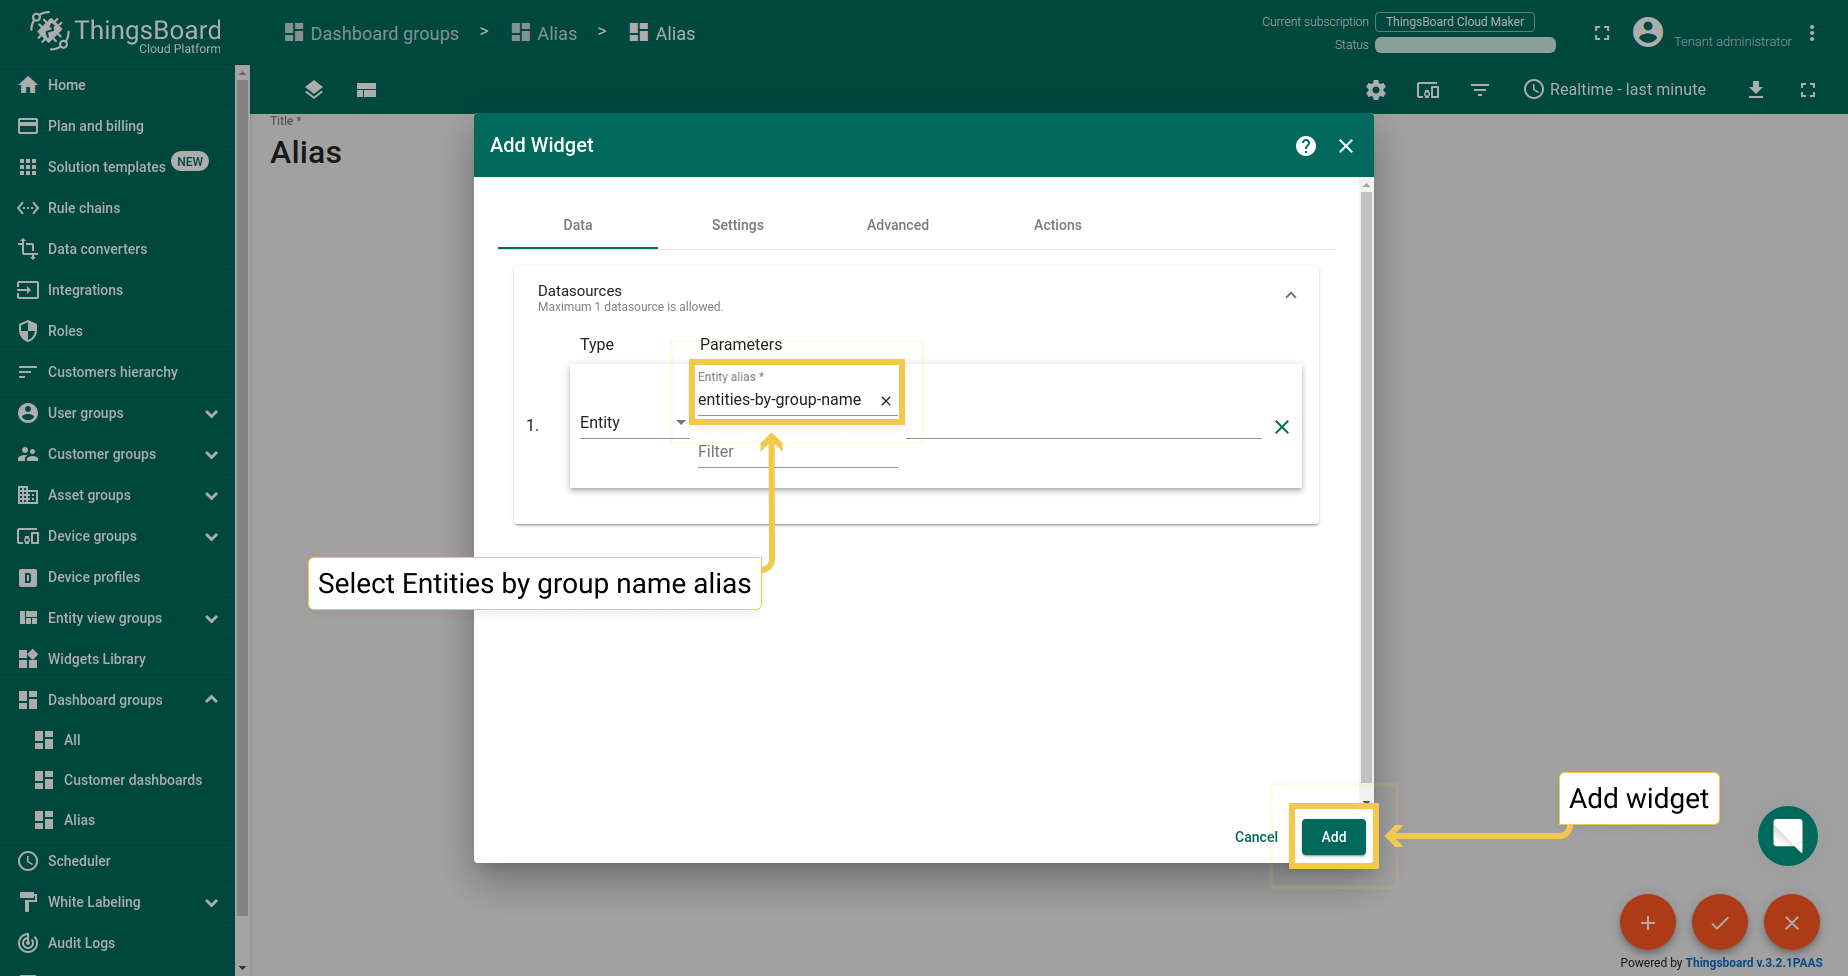 ThingsBoard
Cloud Platform
Dashboard groups > Alias > Alias
Current subscription ThingsBoard Cloud Maker
Status
Tenant administrator
Realtime - last minute
Home
Plan and billing
Solution templates NEW
Rule chains
Data converters
Integrations
Roles
Customers hierarchy
User groups
Customer groups
Asset groups
Device groups
Device profiles
Entity view groups
Widgets Library
Dashboard groups
All
Customer dashboards
Alias
Scheduler
White Labeling
Audit Logs
Title *
Alias
Add Widget
Data Settings Advanced Actions
Datasources
Maximum 1 datasource is allowed.
Type Parameters
Entity alias *
entities-by-group-name
1. Entity
Filter
Select Entities by group name alias
Add widget
Cancel Add
Powered by Thingsboard v.3.2.1PAAS